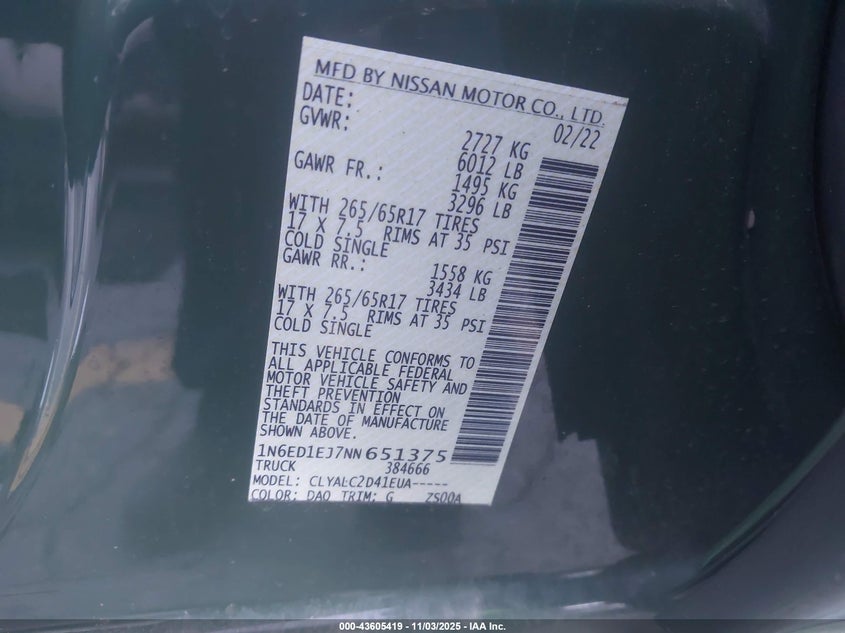 MFD BY NISSAN MOTOR CO., LTD.
DATE: 02/22
GVWR: 2727 KG
6012 LB
GAWR FR.: 1495 KG
3296 LB
WITH 265/65R17 TIRES
17 X 7.5 RIMS AT 35 PSI
COLD SINGLE
GAWR RR.: 1558 KG
3434 LB
WITH 265/65R17 TIRES
17 X 7.5 RIMS AT 35 PSI
COLD SINGLE
THIS VEHICLE CONFORMS TO
ALL APPLICABLE FEDERAL
MOTOR VEHICLE SAFETY AND
THEFT PREVENTION
STANDARDS IN EFFECT ON
THE DATE OF MANUFACTURE
SHOWN ABOVE.
1N6ED1EJ7NN651375
TRUCK 384666
MODEL: CLYALC2D41EUA-----
COLOR: DAQ TRIM: G ZS00A
000-43605419 - 11/03/2025 - IAA Inc.